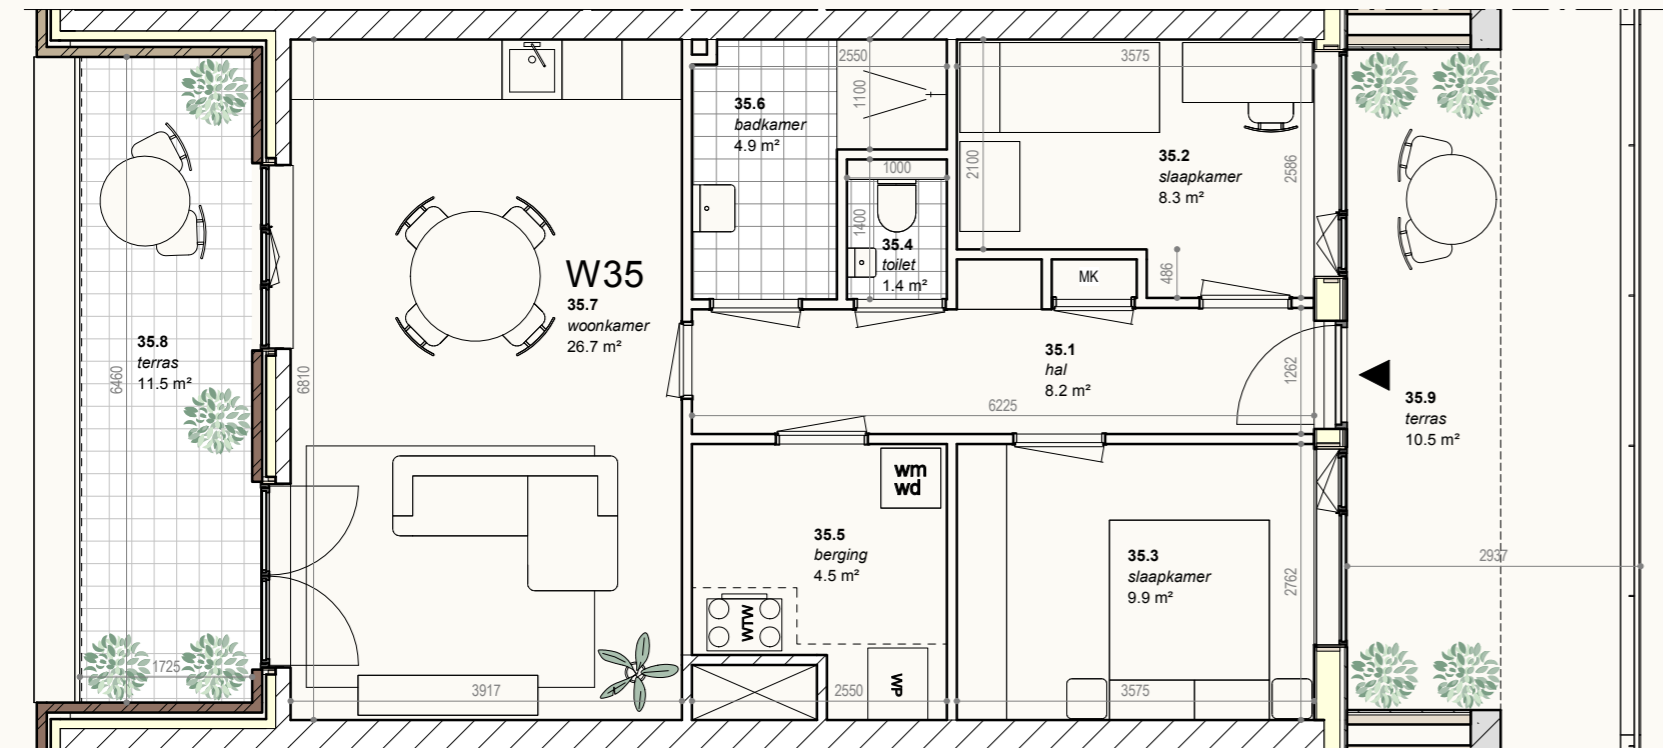 2550
3575
1100
35.6
badkamer
4.9 m²
2100
35.2
slaapkamer
8.3 m²
2586
1000
1400
35.4
toilet
1.4 m²
486
MK
W35
35.7
woonkamer
26.7 m²
35.8
terras
11.5 m²
6460
6810
35.1
hal
8.2 m²
1262
6225
35.9
terras
10.5 m²
wm
wd
35.5
berging
4.5 m²
35.3
slaapkamer
9.9 m²
2937
2762
WTW
WP
1725
3917
2550
3575